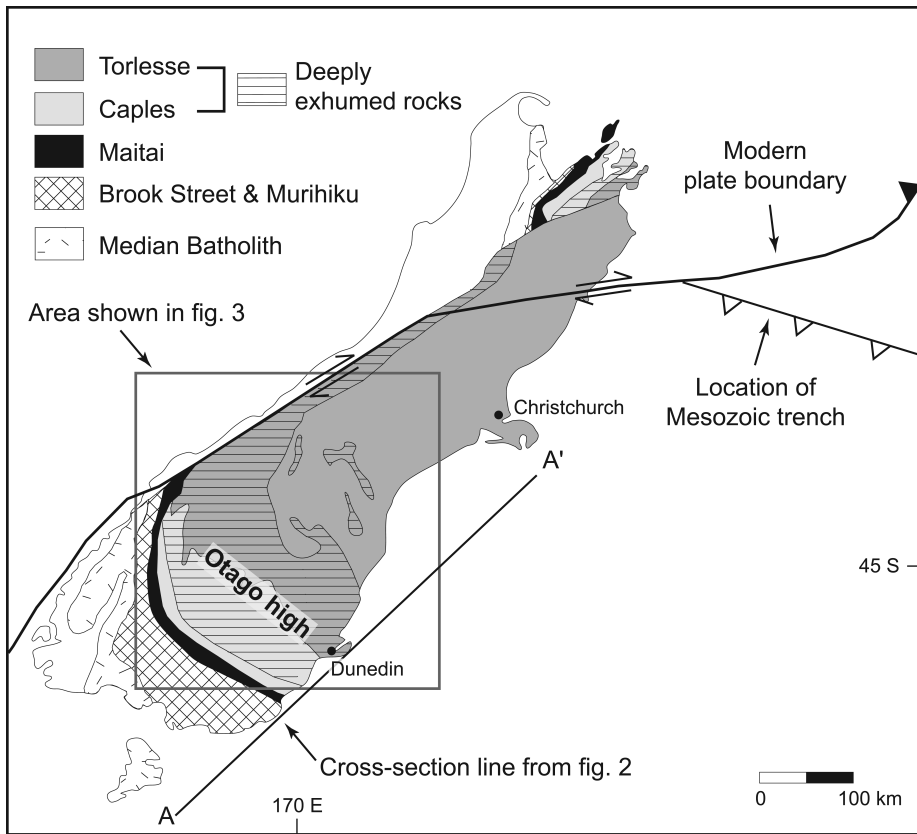 Torlesse
Caples
Deeply
exhumed rocks
Maitai
Brook Street & Murihiku
Median Batholith
Modern
plate boundary
Area shown in fig. 3
Location of
Mesozoic trench
Christchurch
A'
Otago high
45 S
Dunedin
Cross-section line from fig. 2
A
170 E
0 100 km